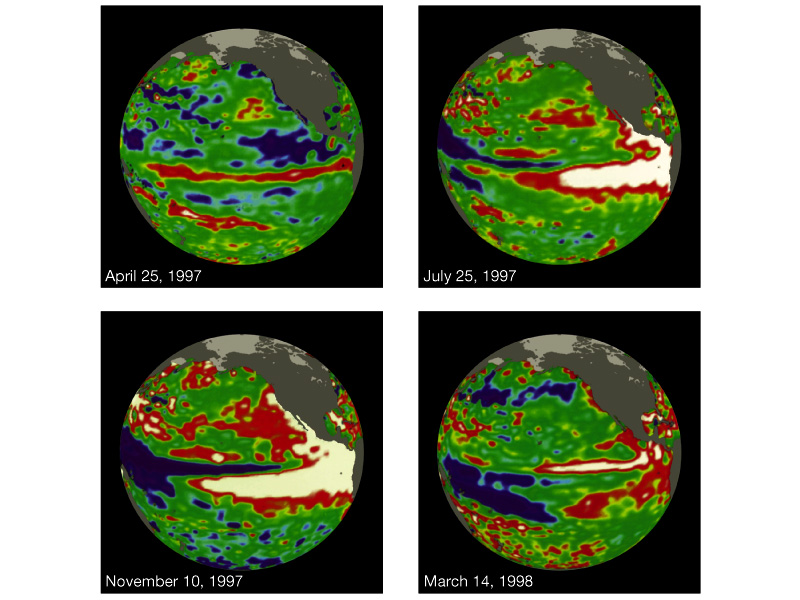 April 25, 1997
July 25, 1997
November 10, 1997
March 14, 1998